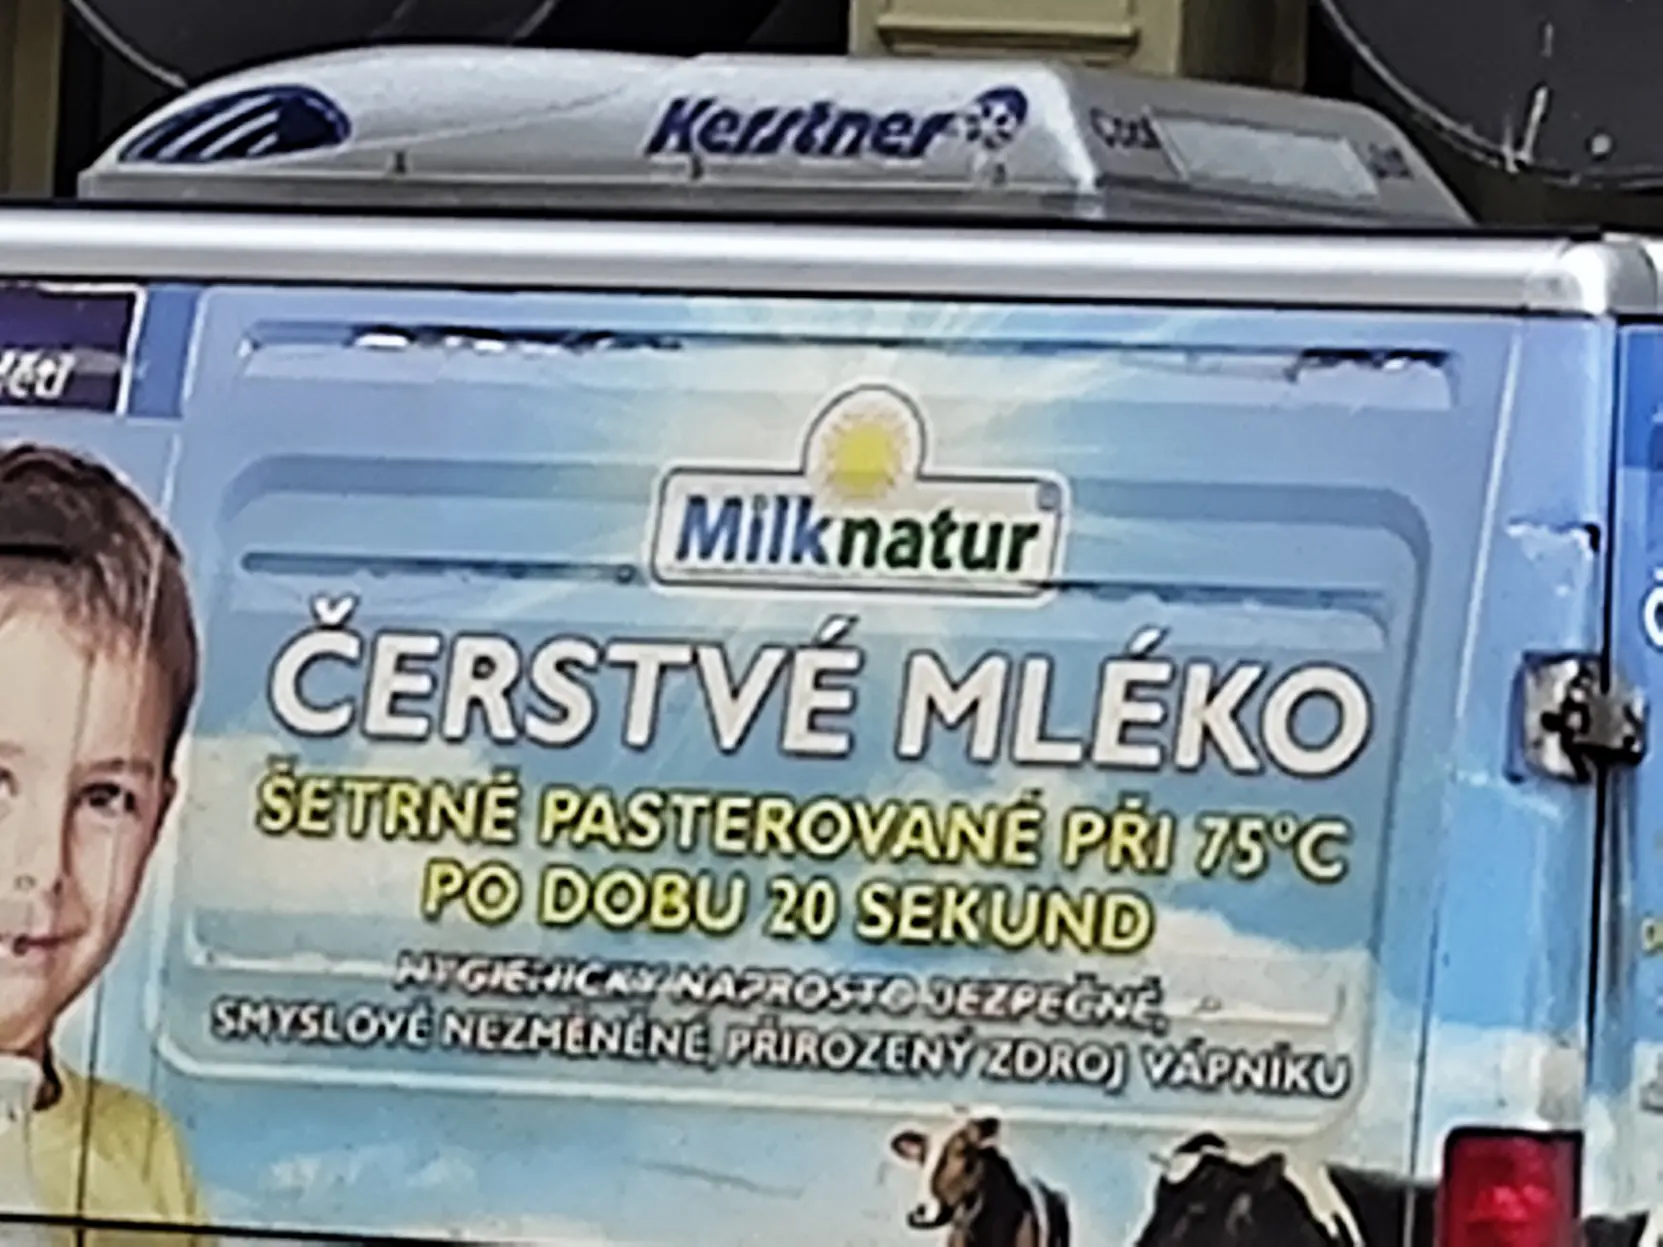 Kerstner
Cool
Milknatur
ČERSTVÉ MLÉKO
ŠETRNĚ PASTEROVANÉ PŘI 75°C
PO DOBU 20 SEKUND
HYGIENICKY NAPROSTO BEZPEČNÉ,
SMYSLOVĚ NEZMĚNĚNÉ, PŘIROZENÝ ZDROJ VÁPNÍKU